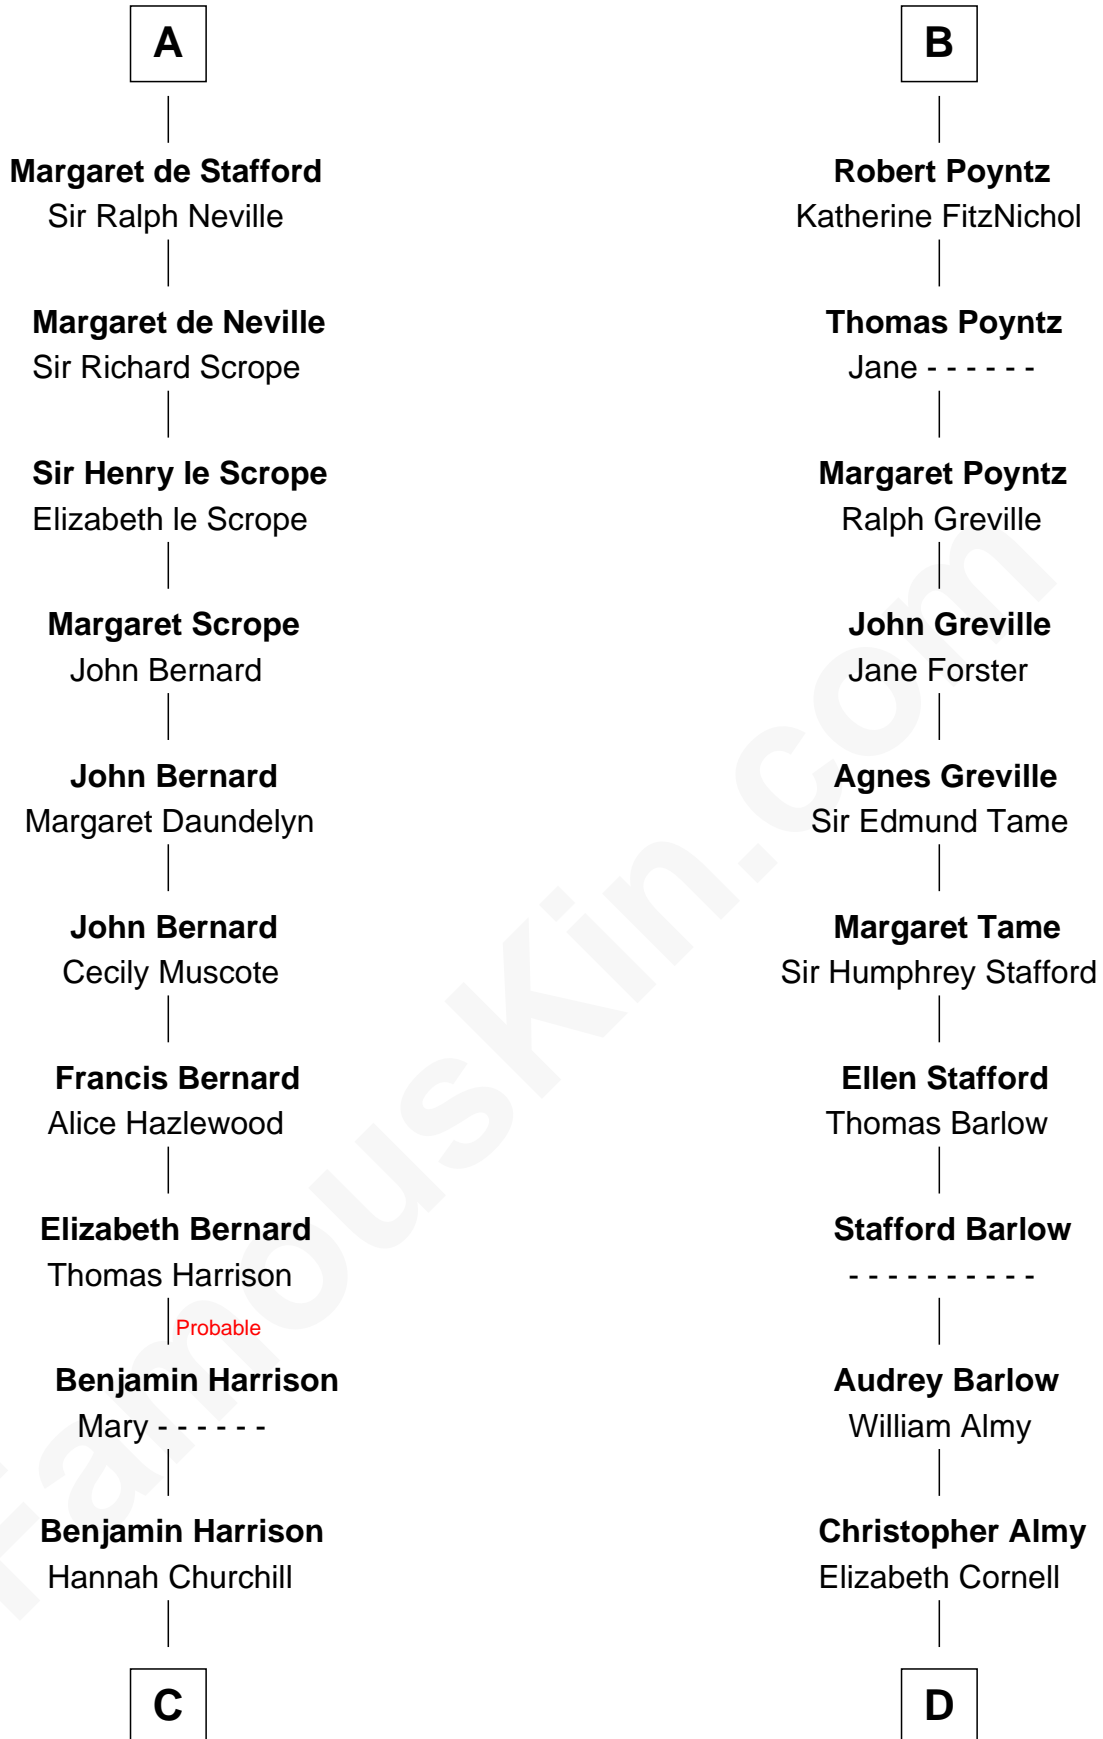 A
Margaret de Stafford
Sir Ralph Neville
Margaret de Neville
Sir Richard Scrope
Sir Henry le Scrope
Elizabeth le Scrope
Margaret Scrope
John Bernard
John Bernard
Margaret Daundelyn
John Bernard
Cecily Muscote
Francis Bernard
Alice Hazlewood
Elizabeth Bernard
Thomas Harrison
Probable
Benjamin Harrison
Mary - - - - - -
Benjamin Harrison
Hannah Churchill
C
B
Robert Poyntz
Katherine FitzNichol
Thomas Poyntz
Jane - - - - - -
Margaret Poyntz
Ralph Greville
John Greville
Jane Forster
Agnes Greville
Sir Edmund Tame
Margaret Tame
Sir Humphrey Stafford
Ellen Stafford
Thomas Barlow
Stafford Barlow
- - - - - - - - - -
Audrey Barlow
William Almy
Christopher Almy
Elizabeth Cornell
D
FamousKin.com